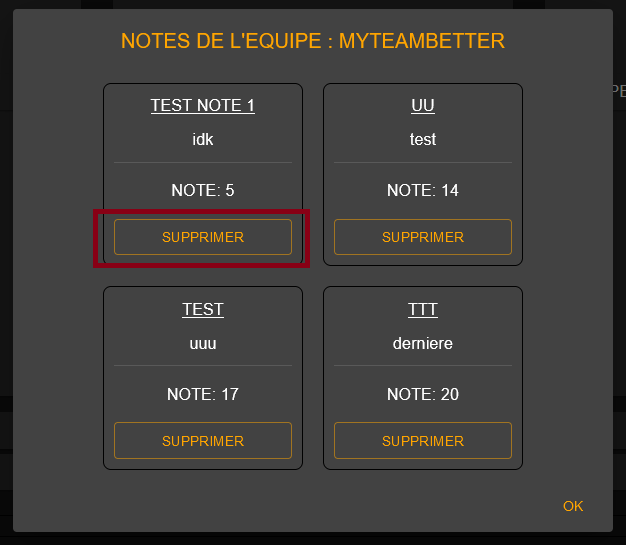 NOTES DE L'EQUIPE : MYTEAMBETTER
TEST NOTE 1
idk
NOTE: 5
SUPPRIMER
UU
test
NOTE: 14
SUPPRIMER
TEST
uuu
NOTE: 17
SUPPRIMER
TTT
derniere
NOTE: 20
SUPPRIMER
OK